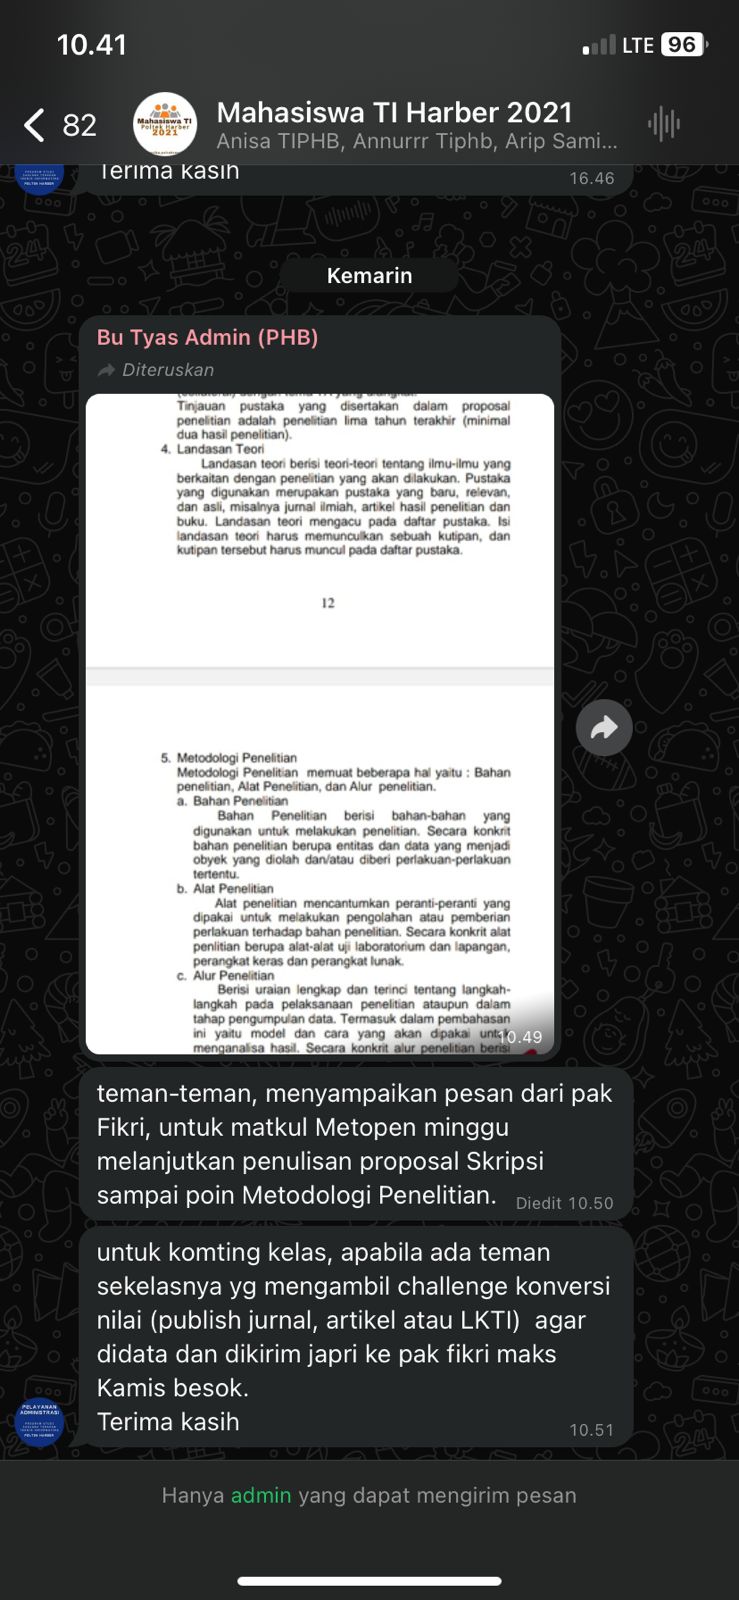 10.41
LTE 96
82
Mahasiswa TI
Poltek Harber
2021
Mahasiswa TI Harber 2021
Anisa TIPHB, Annurrr Tiphb, Arip Sami...
Terima kasih
16.46
Kemarin
Bu Tyas Admin (PHB)
Diteruskan
Tinjauan pustaka yang disertakan dalam proposal
penelitian adalah penelitian lima tahun terakhir (minimal
dua hasil penelitian).
4. Landasan Teori
Landasan teori berisi teori-teori tentang ilmu-ilmu yang
berkaitan dengan penelitian yang akan dilakukan. Pustaka
yang digunakan merupakan pustaka yang baru, relevan,
dan asli, misalnya jurnal ilmiah, artikel hasil penelitian dan
buku. Landasan teori mengacu pada daftar pustaka. Isi
landasan teori harus memunculkan sebuah kutipan, dan
kutipan tersebut harus muncul pada daftar pustaka.
12
5. Metodologi Penelitian
Metodologi Penelitian memuat beberapa hal yaitu : Bahan
penelitian, Alat Penelitian, dan Alur penelitian.
a. Bahan Penelitian
Bahan Penelitian berisi bahan-bahan yang
digunakan untuk melakukan penelitian. Secara konkrit
bahan penelitian berupa entitas dan data yang menjadi
obyek yang diolah dan/atau diberi perlakuan-perlakuan
tertentu.
b. Alat Penelitian
Alat penelitian mencantumkan peranti-peranti yang
dipakai untuk melakukan pengolahan atau pemberian
perlakuan terhadap bahan penelitian. Secara konkrit alat
penlitian berupa alat-alat uji laboratorium dan lapangan,
perangkat keras dan perangkat lunak.
c. Alur Penelitian
Berisi uraian lengkap dan terinci tentang langkah-
langkah pada pelaksanaan penelitian ataupun dalam
tahap pengumpulan data. Termasuk dalam pembahasan
ini yaitu model dan cara yang akan dipakai untuk
menganalisa hasil. Secara konkrit alur penelitian berisi
10.49
teman-teman, menyampaikan pesan dari pak
Fikri, untuk matkul Metopen minggu
melanjutkan penulisan proposal Skripsi
sampai poin Metodologi Penelitian.
Diedit 10.50
untuk komting kelas, apabila ada teman
sekelasnya yg mengambil challenge konversi
nilai (publish jurnal, artikel atau LKTI) agar
didata dan dikirim japri ke pak fikri maks
Kamis besok.
Terima kasih
10.51
PELAYANAN
ADMINISTRASI
Hanya admin yang dapat mengirim pesan